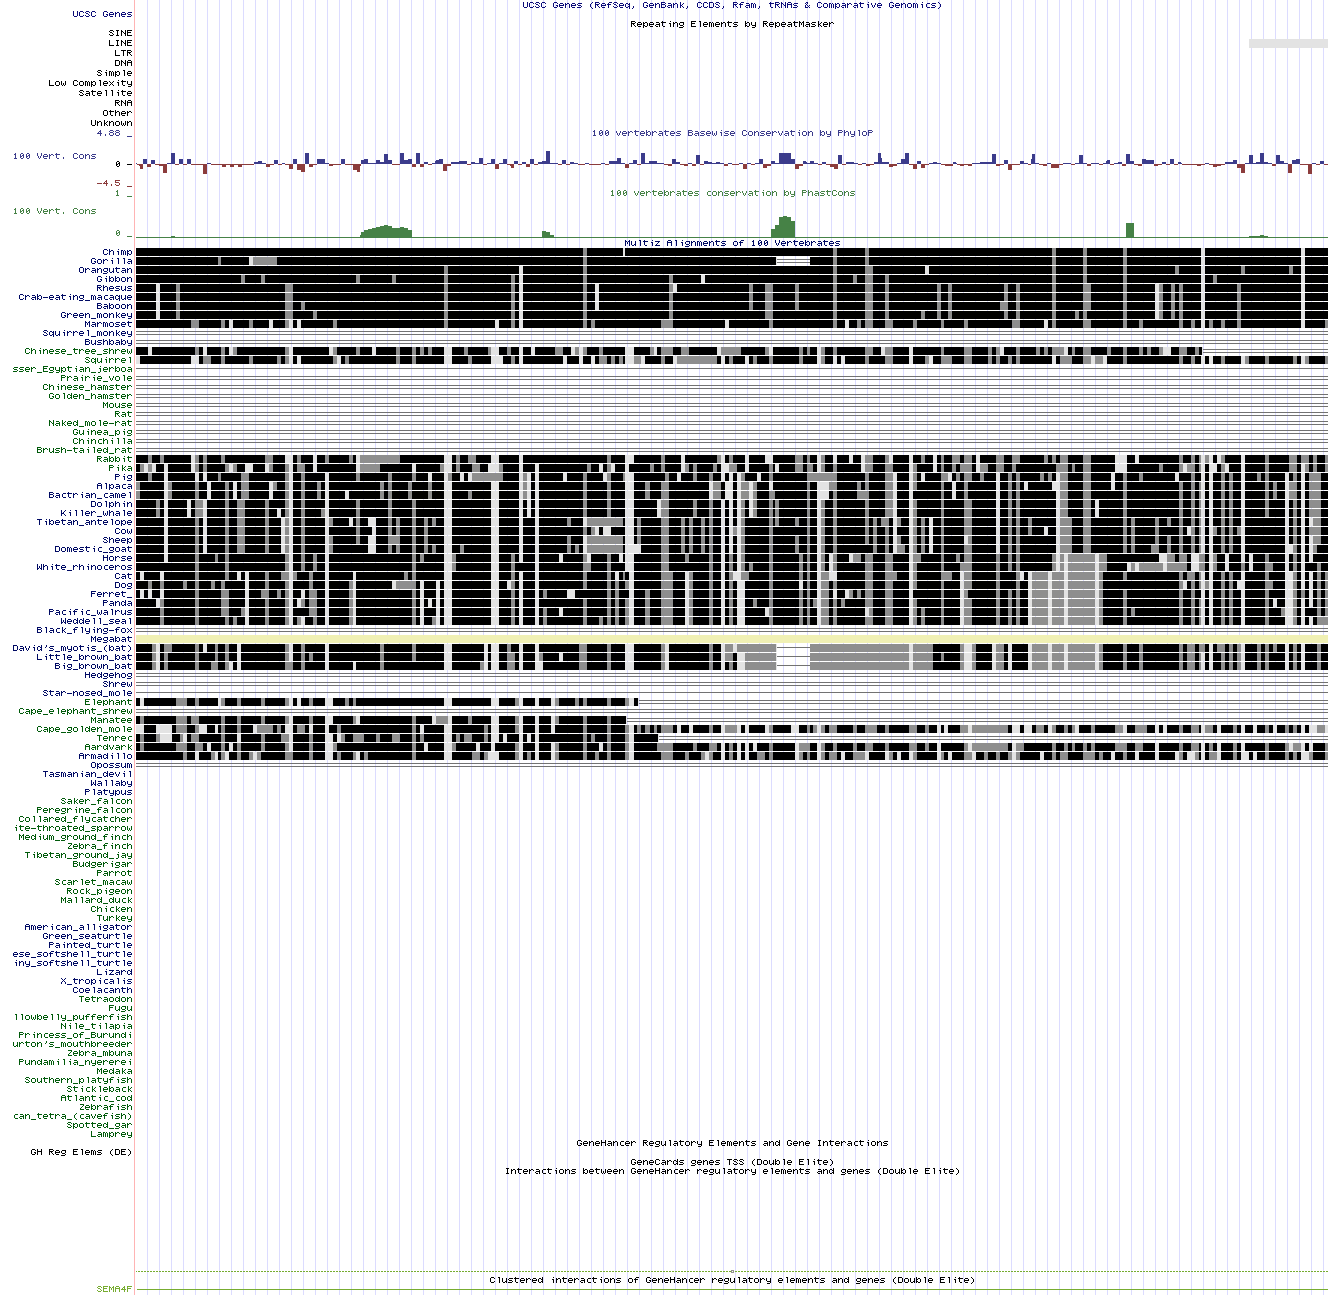 UCSC Genes (RefSeq, GenBank, CCDS, Rfam, tRNAs & Comparative Genomics)
UCSC Genes
Repeating Elements by RepeatMasker
SINE
LINE
LTR
DNA
Simple
Low Complexity
Satellite
RNA
Other
Unknown
4.88 _
100 vertebrates Basewise Conservation by PhyloP
100 Vert. Cons
0 _
-4.5 _
100 vertebrates conservation by PhastCons
1 _
100 Vert. Cons
0 _
Multiz Alignments of 100 Vertebrates
Chimp
Gorilla
Orangutan
Gibbon
Rhesus
Crab-eating_macaque
Baboon
Green_monkey
Marmoset
Squirrel_monkey
Bushbaby
Chinese_tree_shrew
Squirrel
sser_Egyptian_jerboa
Prairie_vole
Chinese_hamster
Golden_hamster
Mouse
Rat
Naked_mole-rat
Guinea_pig
Chinchilla
Brush-tailed_rat
Rabbit
Pika
Pig
Alpaca
Bactrian_camel
Dolphin
Killer_whale
Tibetan_antelope
Cow
Sheep
Domestic_goat
Horse
White_rhinoceros
Cat
Dog
Ferret_
Panda
Pacific_walrus
Weddell_seal
Black_flying-fox
Megabat
David's_myotis_(bat)
Little_brown_bat
Big_brown_bat
Hedgehog
Shrew
Star-nosed_mole
Elephant
Cape_elephant_shrew
Manatee
Cape_golden_mole
Tenrec
Aardvark
Armadillo
Opossum
Tasmanian_devil
Wallaby
Platypus
Saker_falcon
Peregrine_falcon
Collared_flycatcher
ite-throated_sparrow
Medium_ground_finch
Zebra_finch
Tibetan_ground_jay
Budgerigar
Parrot
Scarlet_macaw
Rock_pigeon
Mallard_duck
Chicken
Turkey
American_alligator
Green_seaturtle
Painted_turtle
ese_softshell_turtle
iny_softshell_turtle
Lizard
X_tropicalis
Coelacanth
Tetraodon
Fugu
llowbelly_pufferfish
Nile_tilapia
Princess_of_Burundi
urton's_mouthbreeder
Zebra_mbuna
Pundamilia_nyererei
Medaka
Southern_platyfish
Stickleback
Atlantic_cod
Zebrafish
can_tetra_(cavefish)
Spotted_gar
Lamprey
GeneHancer Regulatory Elements and Gene Interactions
GH Reg Elems (DE)
GeneCards genes TSS (Double Elite)
Interactions between GeneHancer regulatory elements and genes (Double Elite)
Clustered interactions of GeneHancer regulatory elements and genes (Double Elite)
SEMA4F